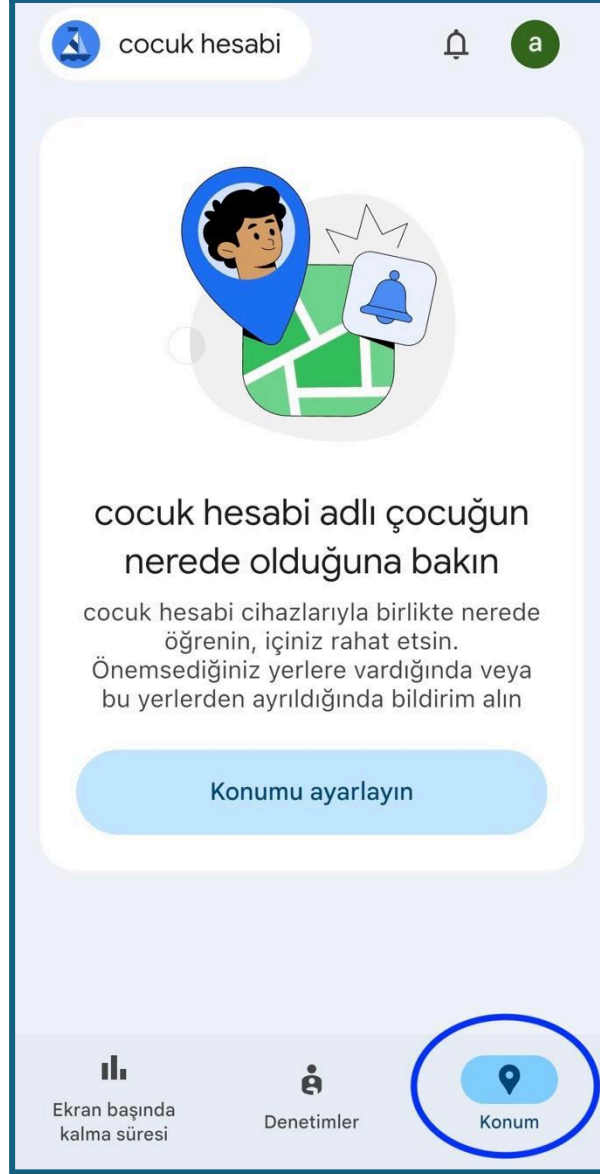 cocuk hesabi
a
cocuk hesabi adlı çocuğun
nerede olduğuna bakın
cocuk hesabi cihazlarıyla birlikte nerede
öğrenin, içiniz rahat etsin.
Önemsediğiniz yerlere vardığında veya
bu yerlerden ayrıldığında bildirim alın
Konumu ayarlayın
Ekran başında
kalma süresi
Denetimler
Konum